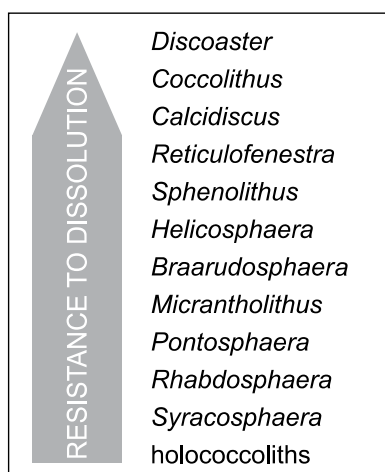 RESISTANCE TO DISSOLUTION
Discoaster
Coccolithus
Calcidiscus
Reticulofenestra
Sphenolithus
Helicosphaera
Braarudosphaera
Micrantholithus
Pontosphaera
Rhabdosphaera
Syracosphaera
holococcoliths